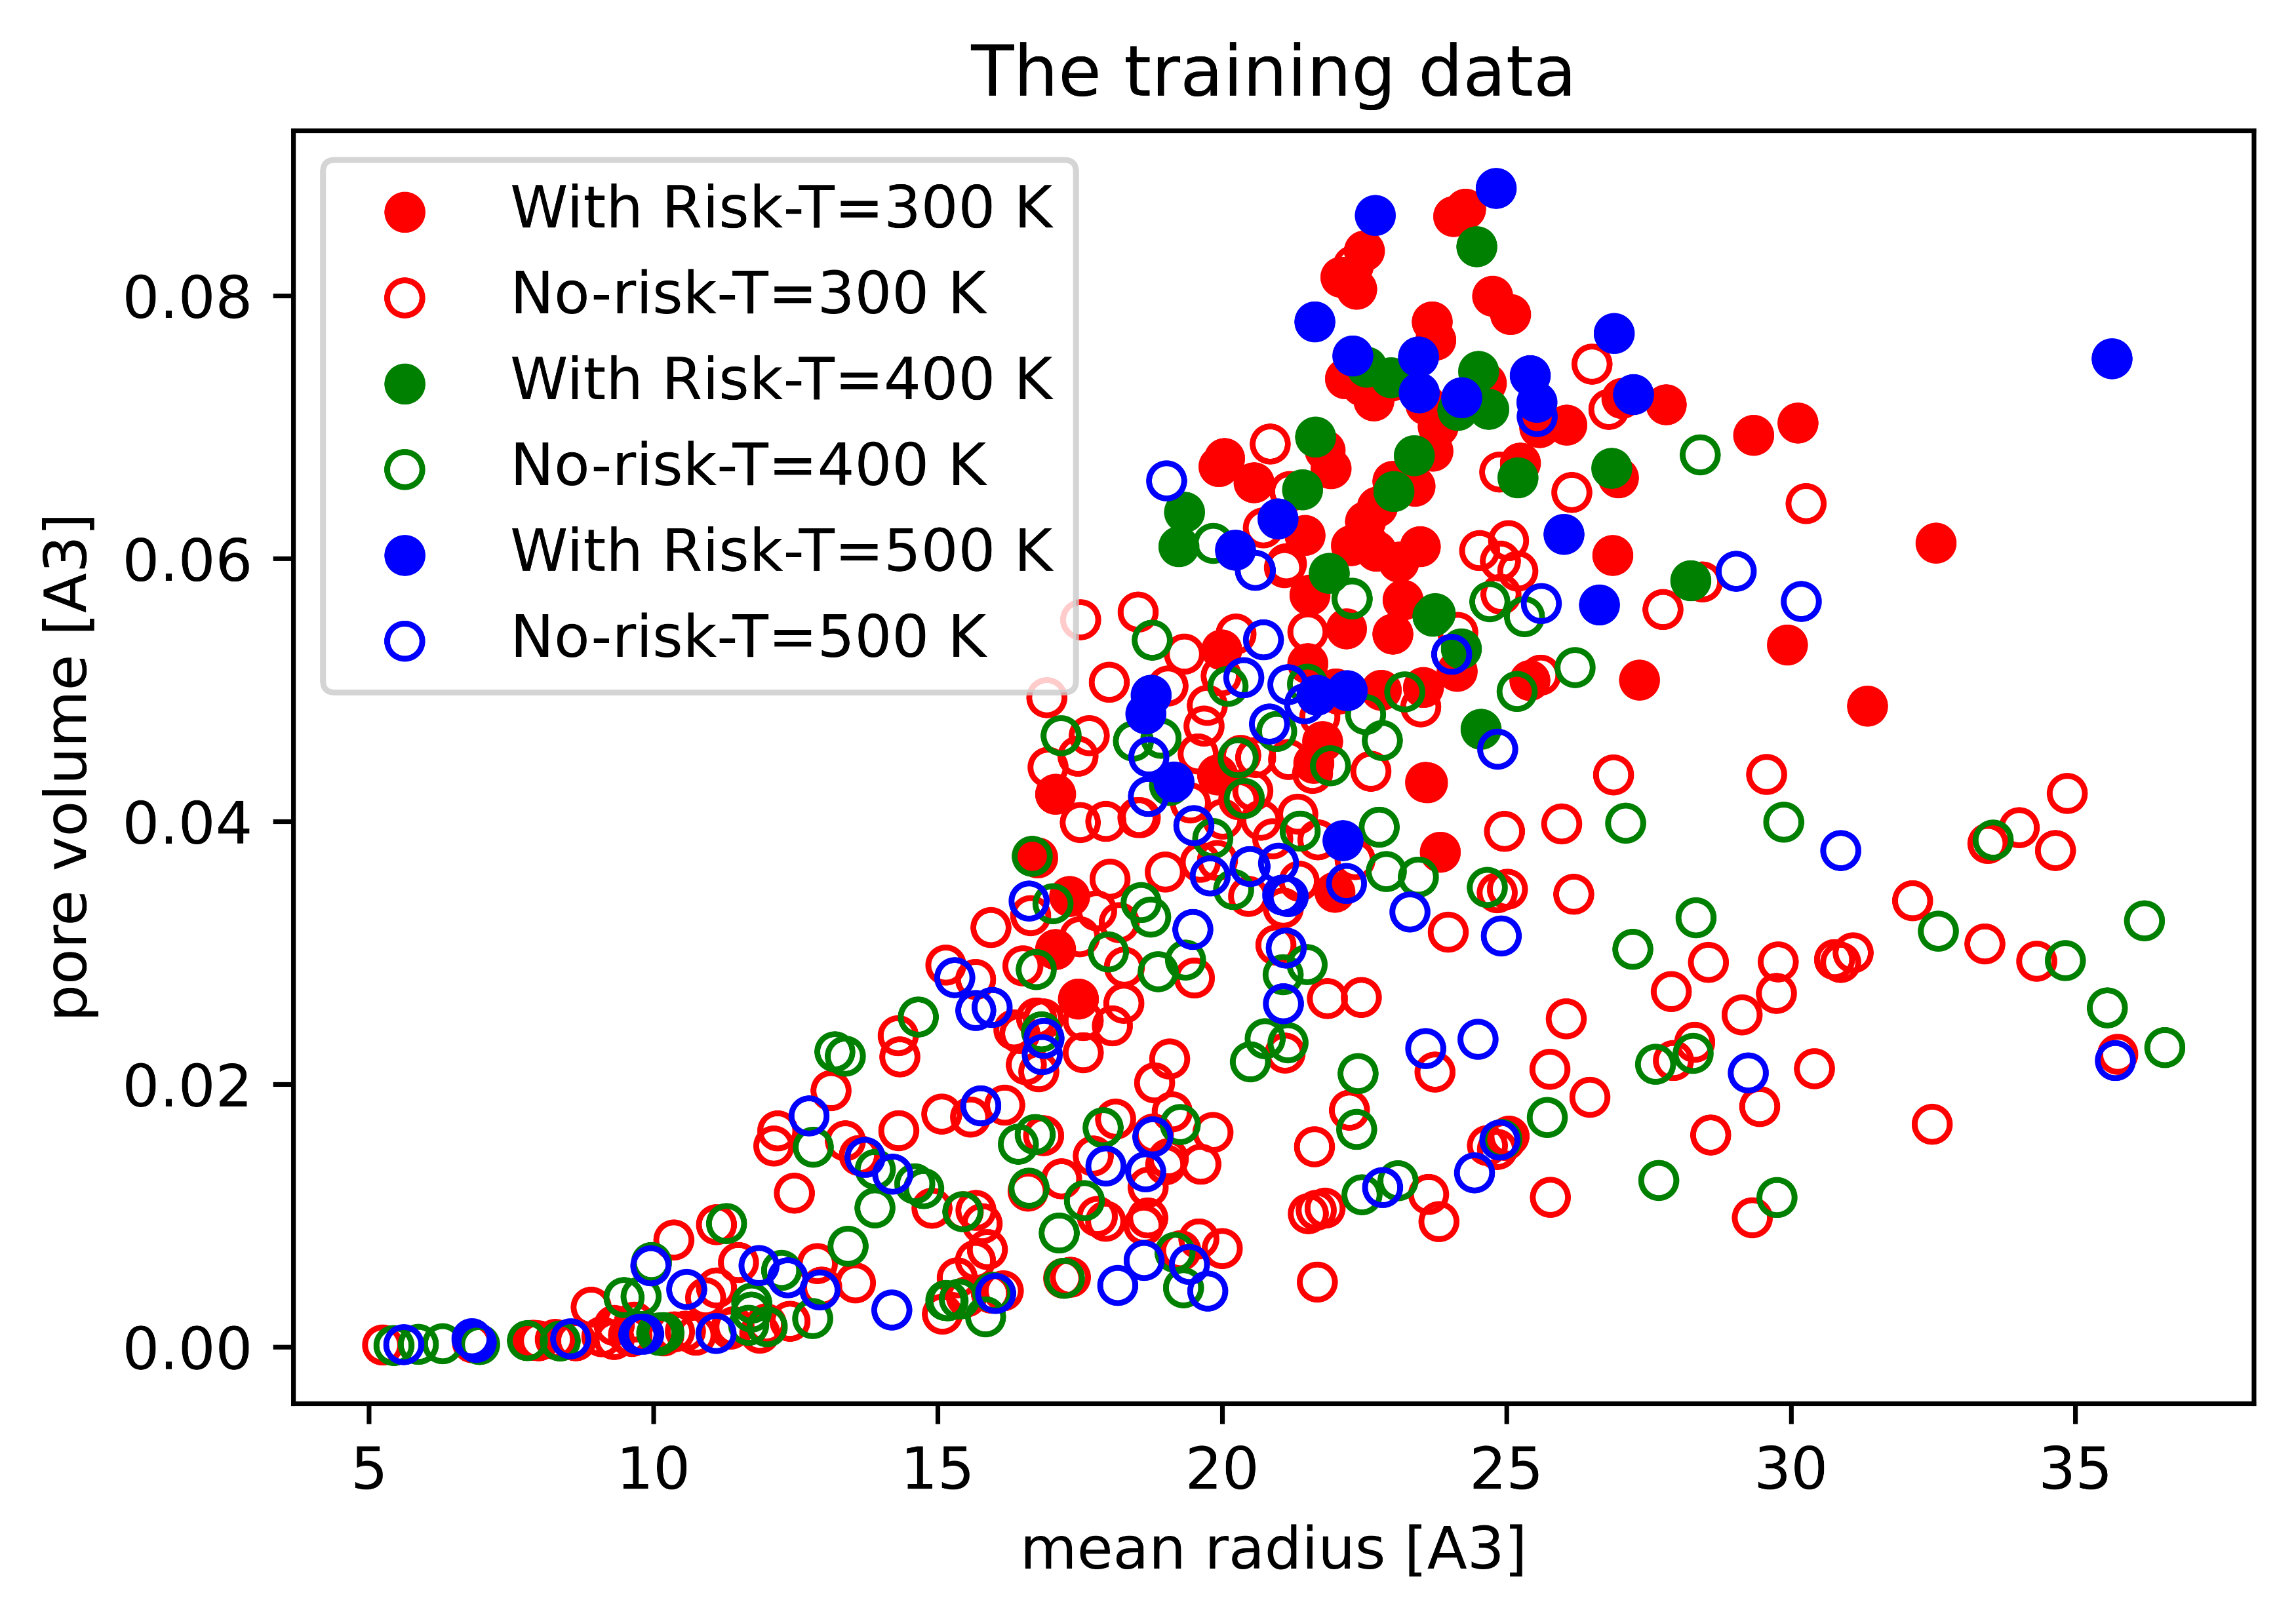 The training data
With Risk-T=300 K
No-risk-T=300 K
With Risk-T=400 K
No-risk-T=400 K
With Risk-T=500 K
No-risk-T=500 K
pore volume [A3]
0.08
0.06
0.04
0.02
0.00
5 10 15 20 25 30 35
mean radius [A3]